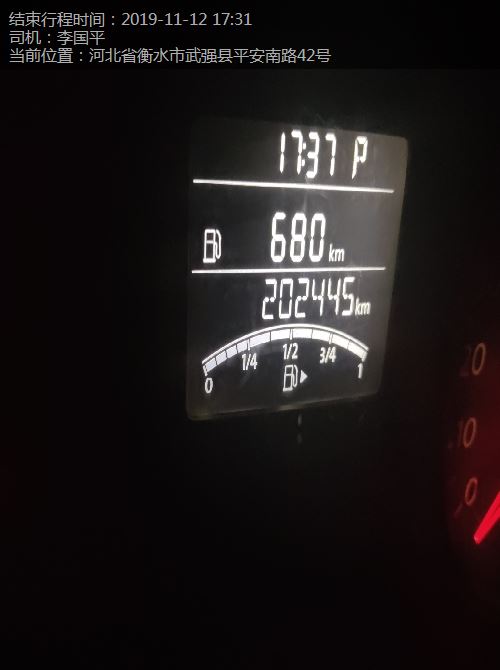 结束行程时间：2019-11-12 17:31
司机：李国平
当前位置：河北省衡水市武强县平安南路42号
17:37 P
680 km
202445 km
0 1/4 1/2 3/4 1
20
10
0